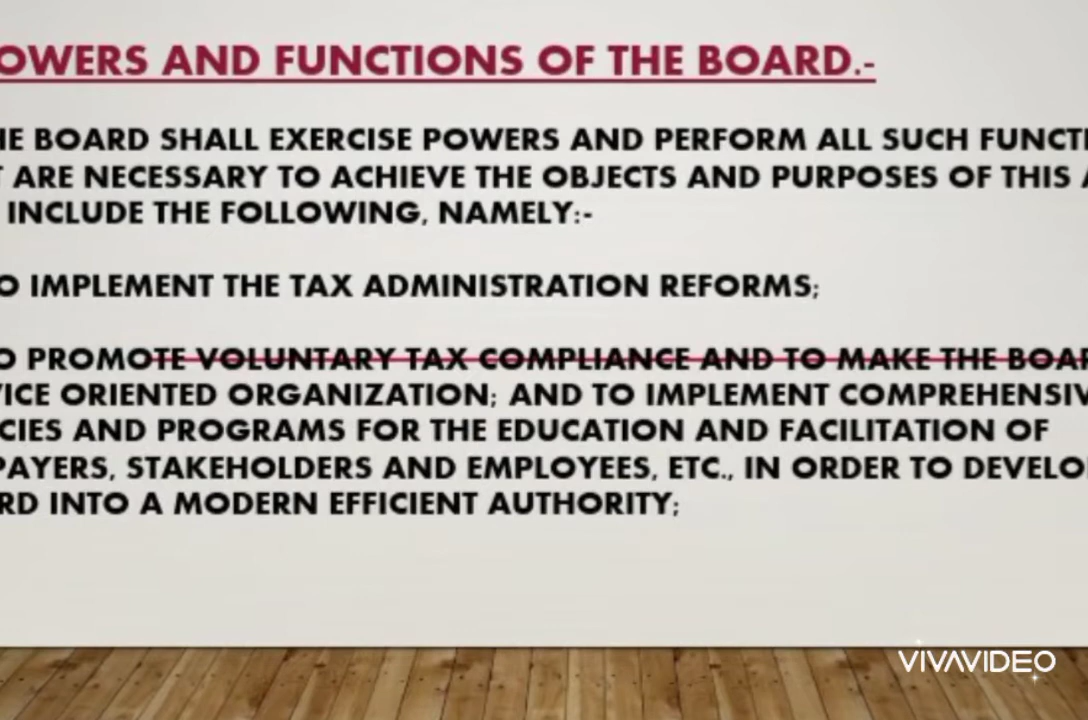 OWERS AND FUNCTIONS OF THE BOARD.-
HE BOARD SHALL EXERCISE POWERS AND PERFORM ALL SUCH FUNCTI
T ARE NECESSARY TO ACHIEVE THE OBJECTS AND PURPOSES OF THIS A
INCLUDE THE FOLLOWING, NAMELY:-
O IMPLEMENT THE TAX ADMINISTRATION REFORMS;
O PROMOTE VOLUNTARY TAX COMPLIANCE AND TO MAKE THE BOAR
VICE ORIENTED ORGANIZATION; AND TO IMPLEMENT COMPREHENSIV
CIES AND PROGRAMS FOR THE EDUCATION AND FACILITATION OF
PAYERS, STAKEHOLDERS AND EMPLOYEES, ETC., IN ORDER TO DEVELO
RD INTO A MODERN EFFICIENT AUTHORITY;
VIVAVIDEO